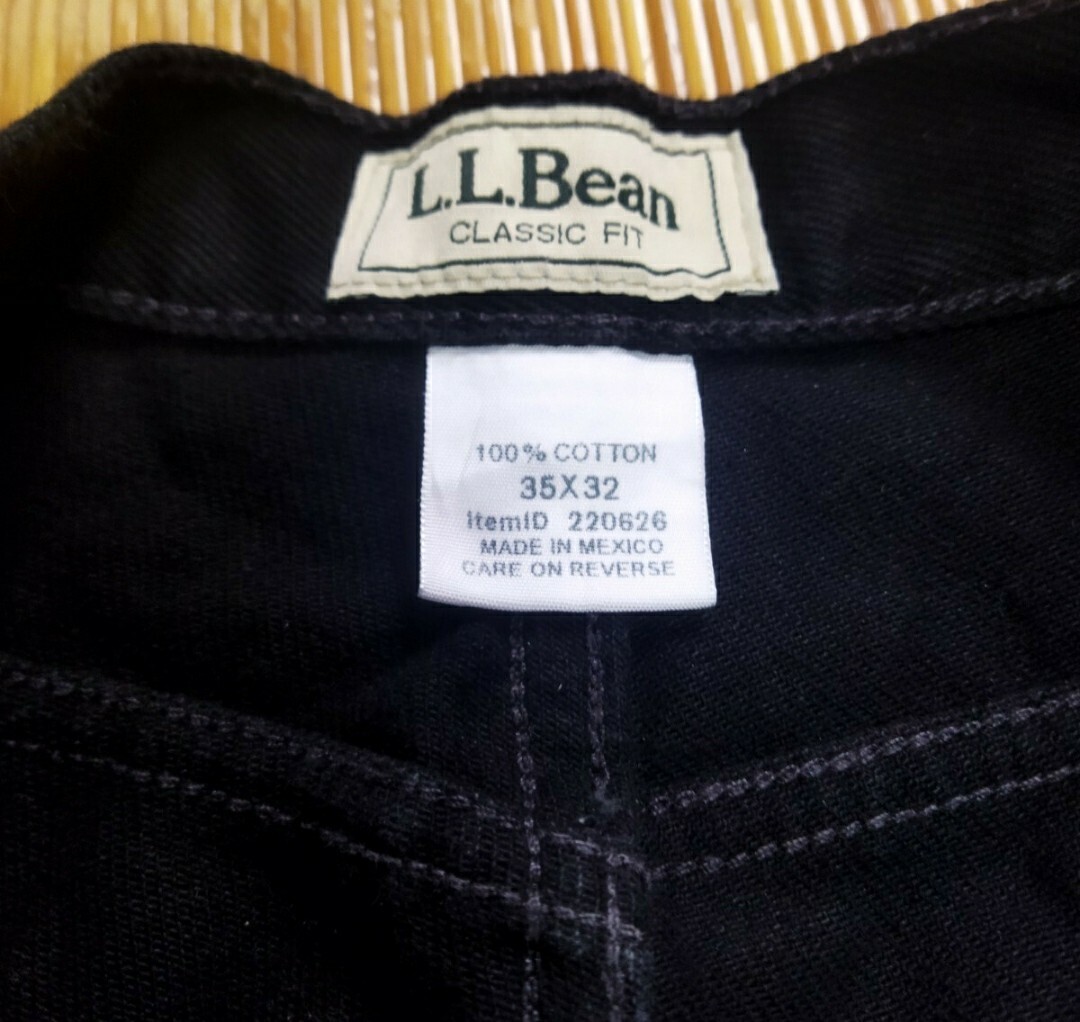 L.L.Bean
CLASSIC FIT
100% COTTON
35X32
ItemID 220626
MADE IN MEXICO
CARE ON REVERSE